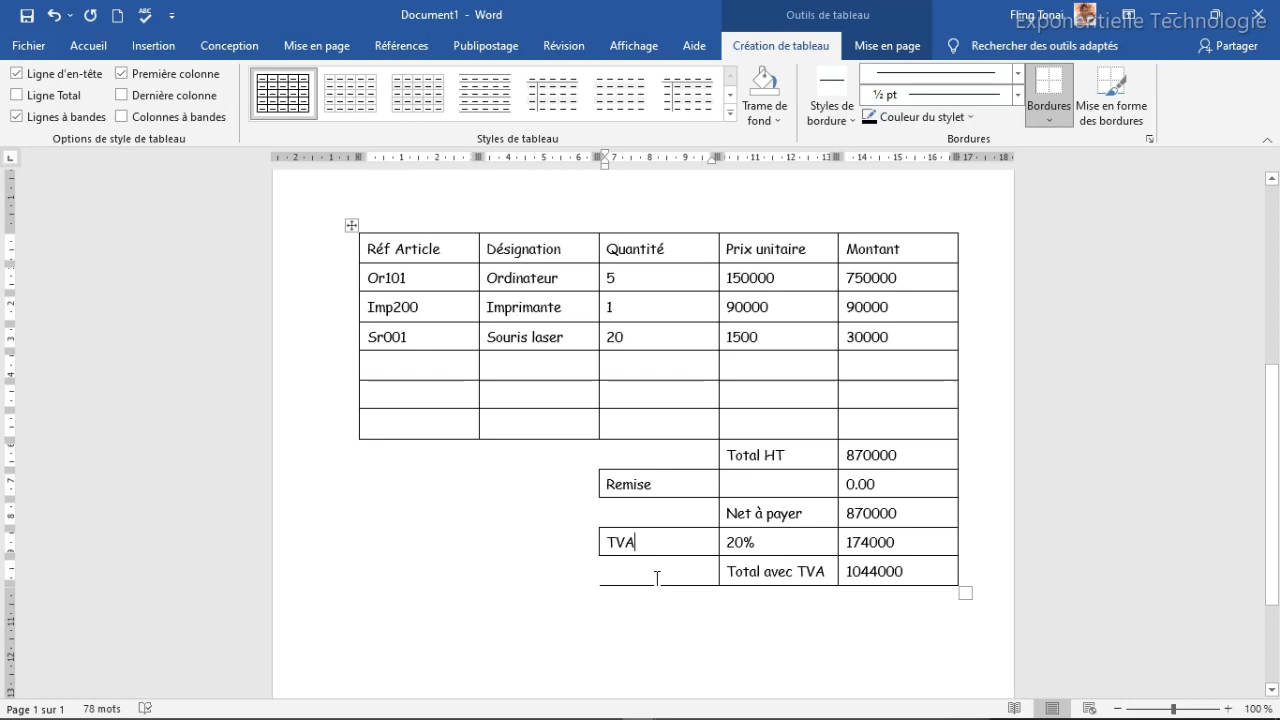 Document1 - Word
Outils de tableau
Fling Tonai
Exponentielle Technologie
Fichier Accueil Insertion Conception Mise en page Références Publipostage Révision Affichage Aide Création de tableau Mise en page Rechercher des outils adaptés Partager
Ligne d'en-tête Première colonne
Ligne Total Dernière colonne
Lignes à bandes Colonnes à bandes
Options de style de tableau
Styles de tableau
Trame de fond
Styles de bordure
½ pt
Couleur du stylet
Bordures
Mise en forme des bordures
Bordures
Réf Article Désignation Quantité Prix unitaire Montant
Or101 Ordinateur 5 150000 750000
Imp200 Imprimante 1 90000 90000
Sr001 Souris laser 20 1500 30000
Total HT 870000
Remise 0.00
Net à payer 870000
TVA 20% 174000
Total avec TVA 1044000
Page 1 sur 1 78 mots 100 %